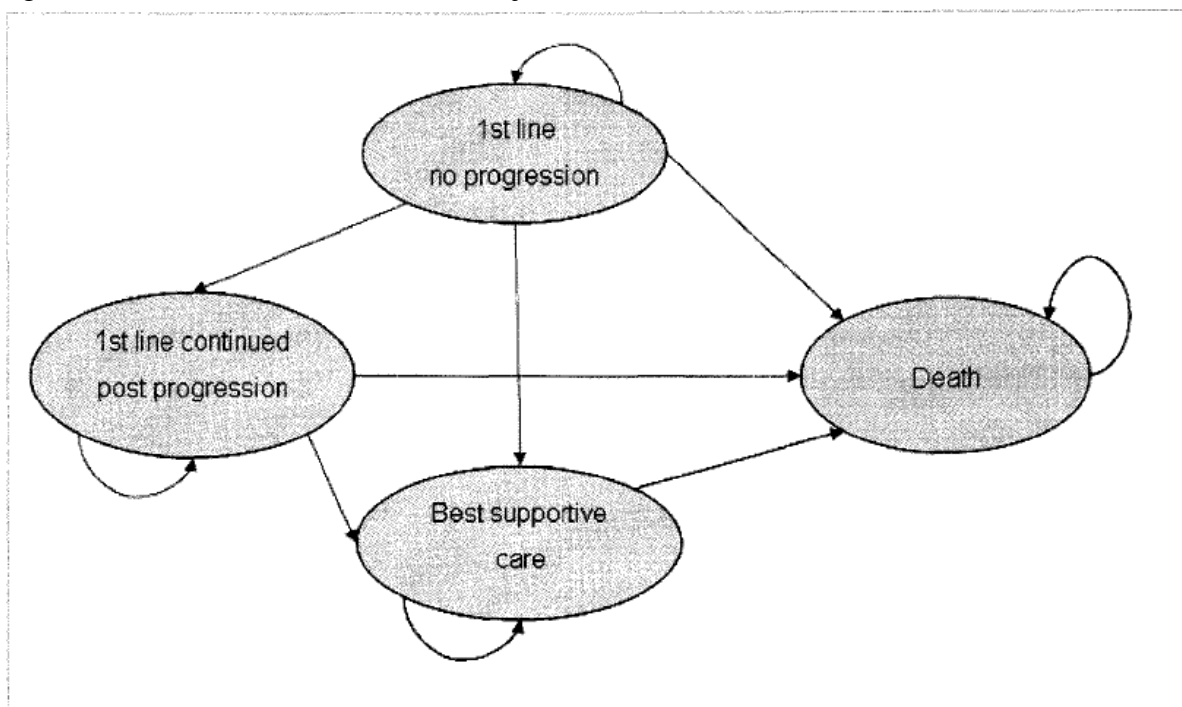 1st line
no progression
1st line continued
post progression
Death
Best supportive
care